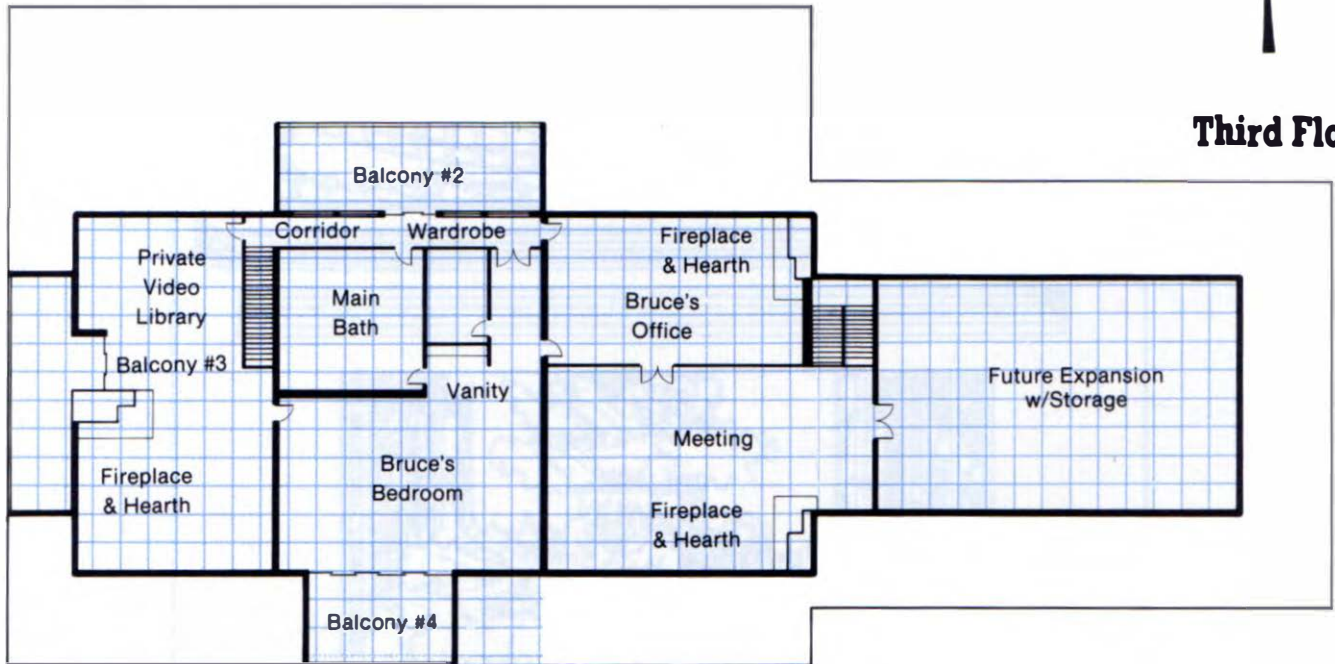 Third Flo
Balcony #2
Corridor
Wardrobe
Fireplace
& Hearth
Private
Video
Library
Main
Bath
Bruce's
Office
Balcony #3
Vanity
Future Expansion
w/Storage
Meeting
Bruce's
Bedroom
Fireplace
& Hearth
Fireplace
& Hearth
Balcony #4